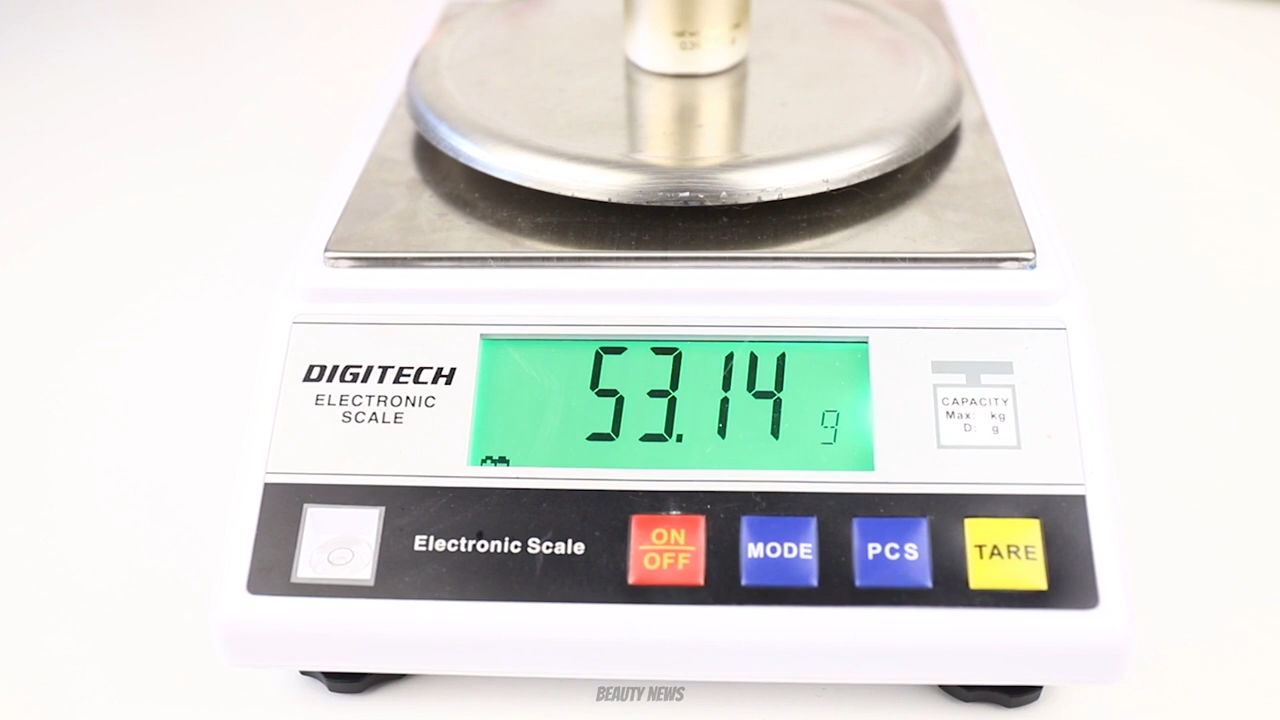 53.14 g
DIGITECH
ELECTRONIC
SCALE
CAPACITY
Max: kg
D: g
Electronic Scale
ON
OFF
MODE
PCS
TARE
BEAUTY NEWS